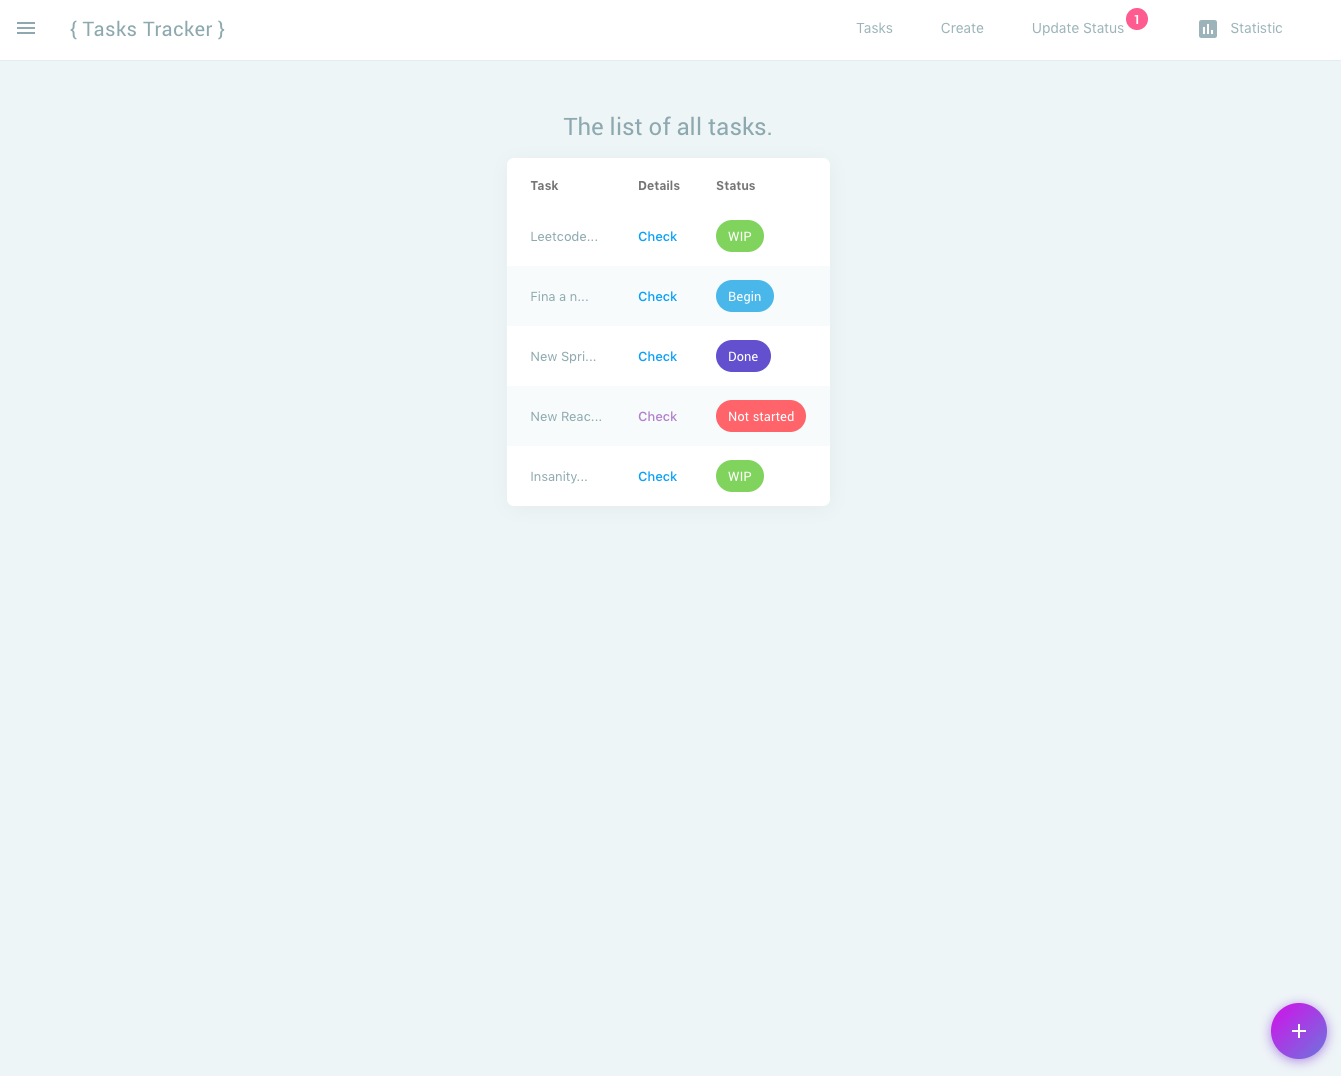 { Tasks Tracker }
Tasks Create Update Status 1 Statistic
The list of all tasks.
Task Details Status
Leetcode... Check WIP
Fina a n... Check Begin
New Spri... Check Done
New Reac... Check Not started
Insanity... Check WIP
+